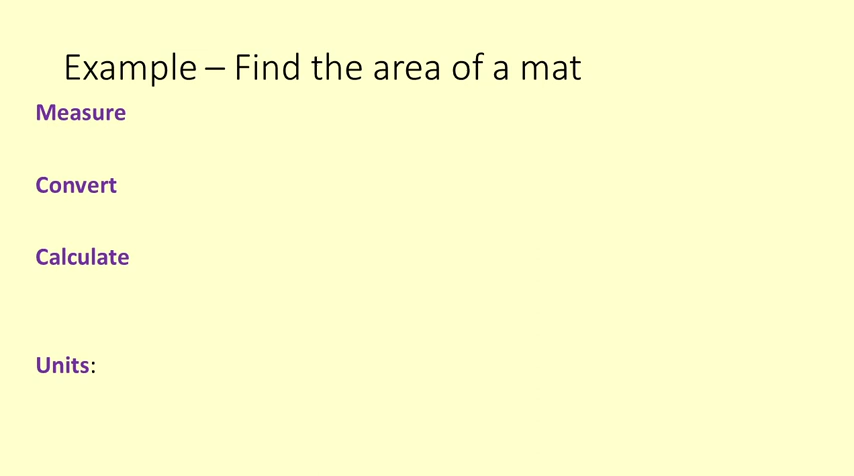 Example – Find the area of a mat
Measure
Convert
Calculate
Units: